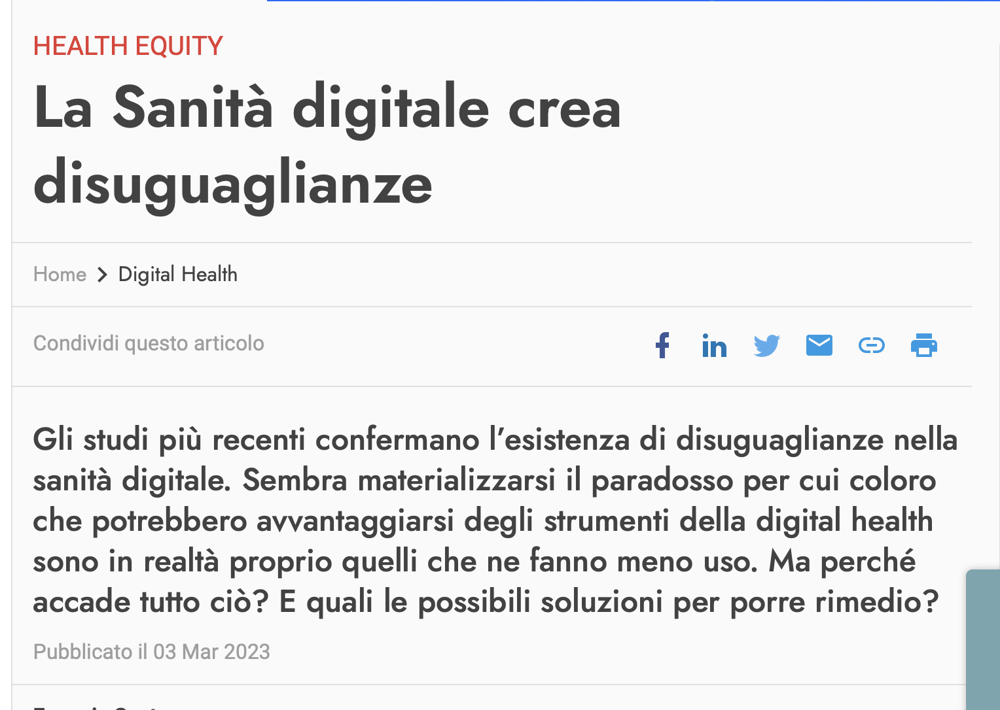 HEALTH EQUITY
La Sanità digitale crea
disuguaglianze
Home Digital Health
Condividi questo articolo
Gli studi più recenti confermano l’esistenza di disuguaglianze nella
sanità digitale. Sembra materializzarsi il paradosso per cui coloro
che potrebbero avvantaggiarsi degli strumenti della digital health
sono in realtà proprio quelli che ne fanno meno uso. Ma perché
accade tutto ciò? E quali le possibili soluzioni per porre rimedio?
Pubblicato il 03 Mar 2023